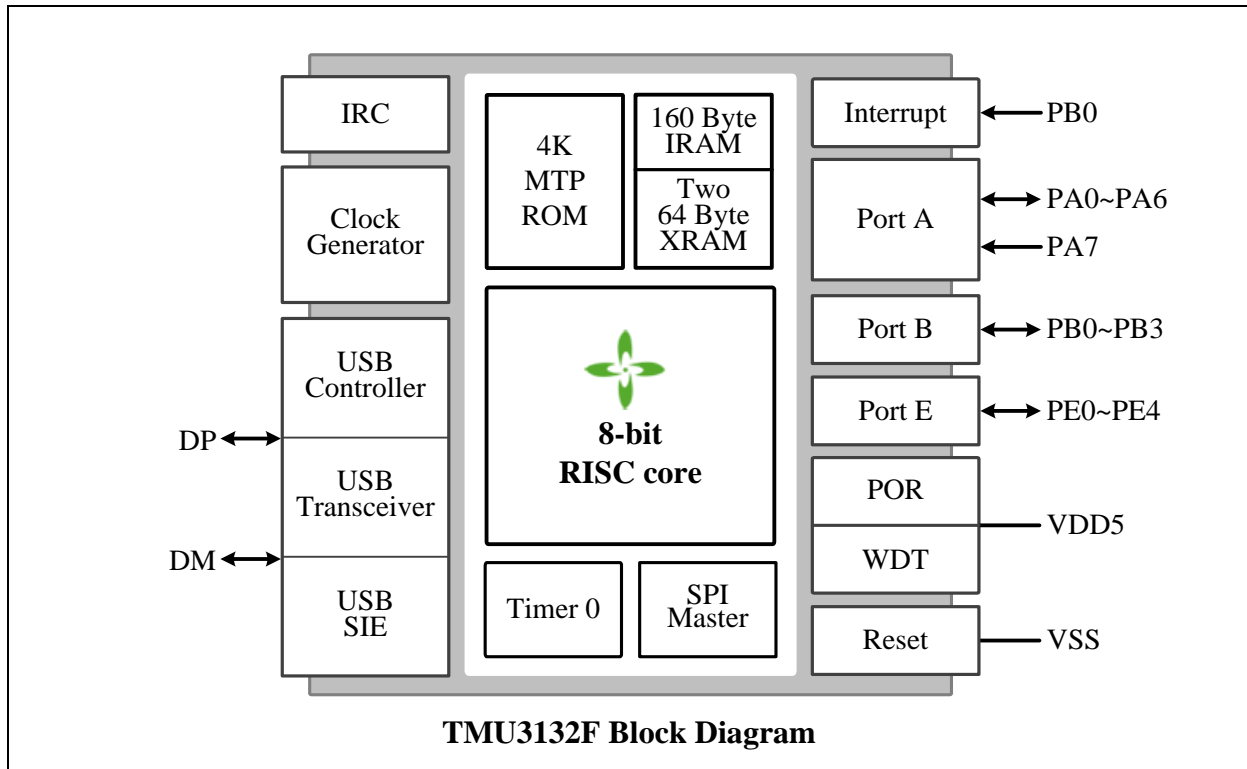 IRC
Clock
Generator
USB
Controller
DP
USB
Transceiver
DM
USB
SIE
4K
MTP
ROM
160 Byte
IRAM
Two
64 Byte
XRAM
8-bit
RISC core
Timer 0
SPI
Master
Interrupt
PB0
Port A
PA0~PA6
PA7
Port B
PB0~PB3
Port E
PE0~PE4
POR
VDD5
WDT
Reset
VSS
TMU3132F Block Diagram